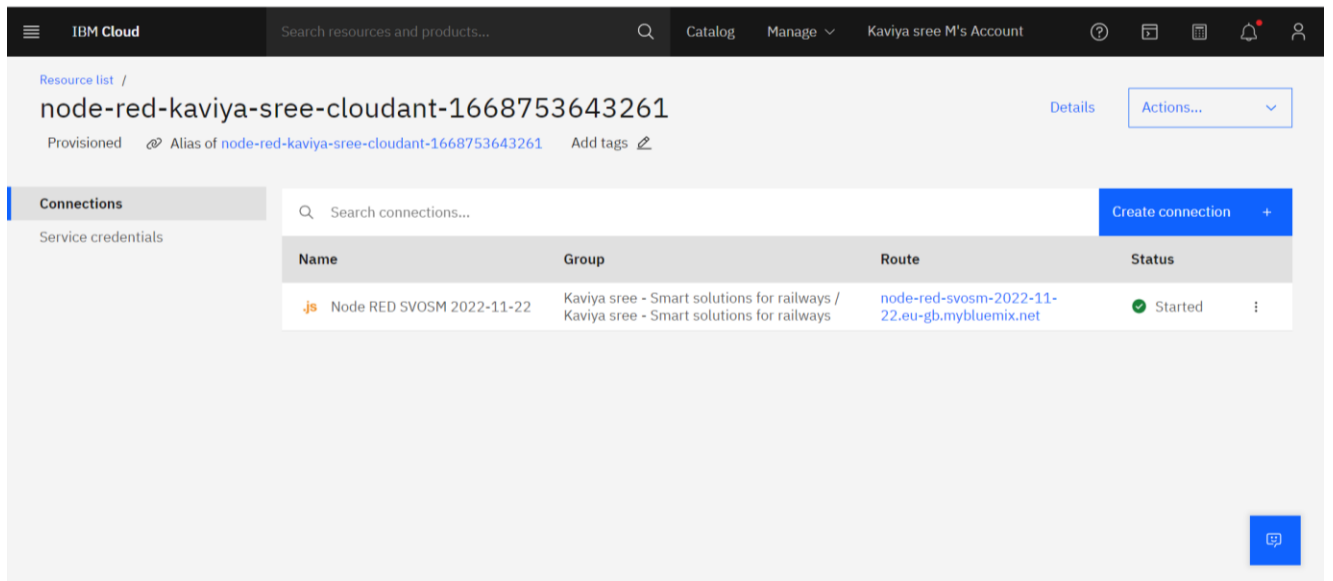 IBM Cloud
Search resources and products...
Catalog
Manage
Kaviya sree M's Account
Resource list /
node-red-kaviya-sree-cloudant-1668753643261
Details
Actions...
Provisioned
Alias of node-red-kaviya-sree-cloudant-1668753643261
Add tags
Connections
Service credentials
Search connections...
Create connection +
Name
Group
Route
Status
.js Node RED SVOSM 2022-11-22
Kaviya sree - Smart solutions for railways /
Kaviya sree - Smart solutions for railways
node-red-svosm-2022-11-
22.eu-gb.mybluemix.net
Started